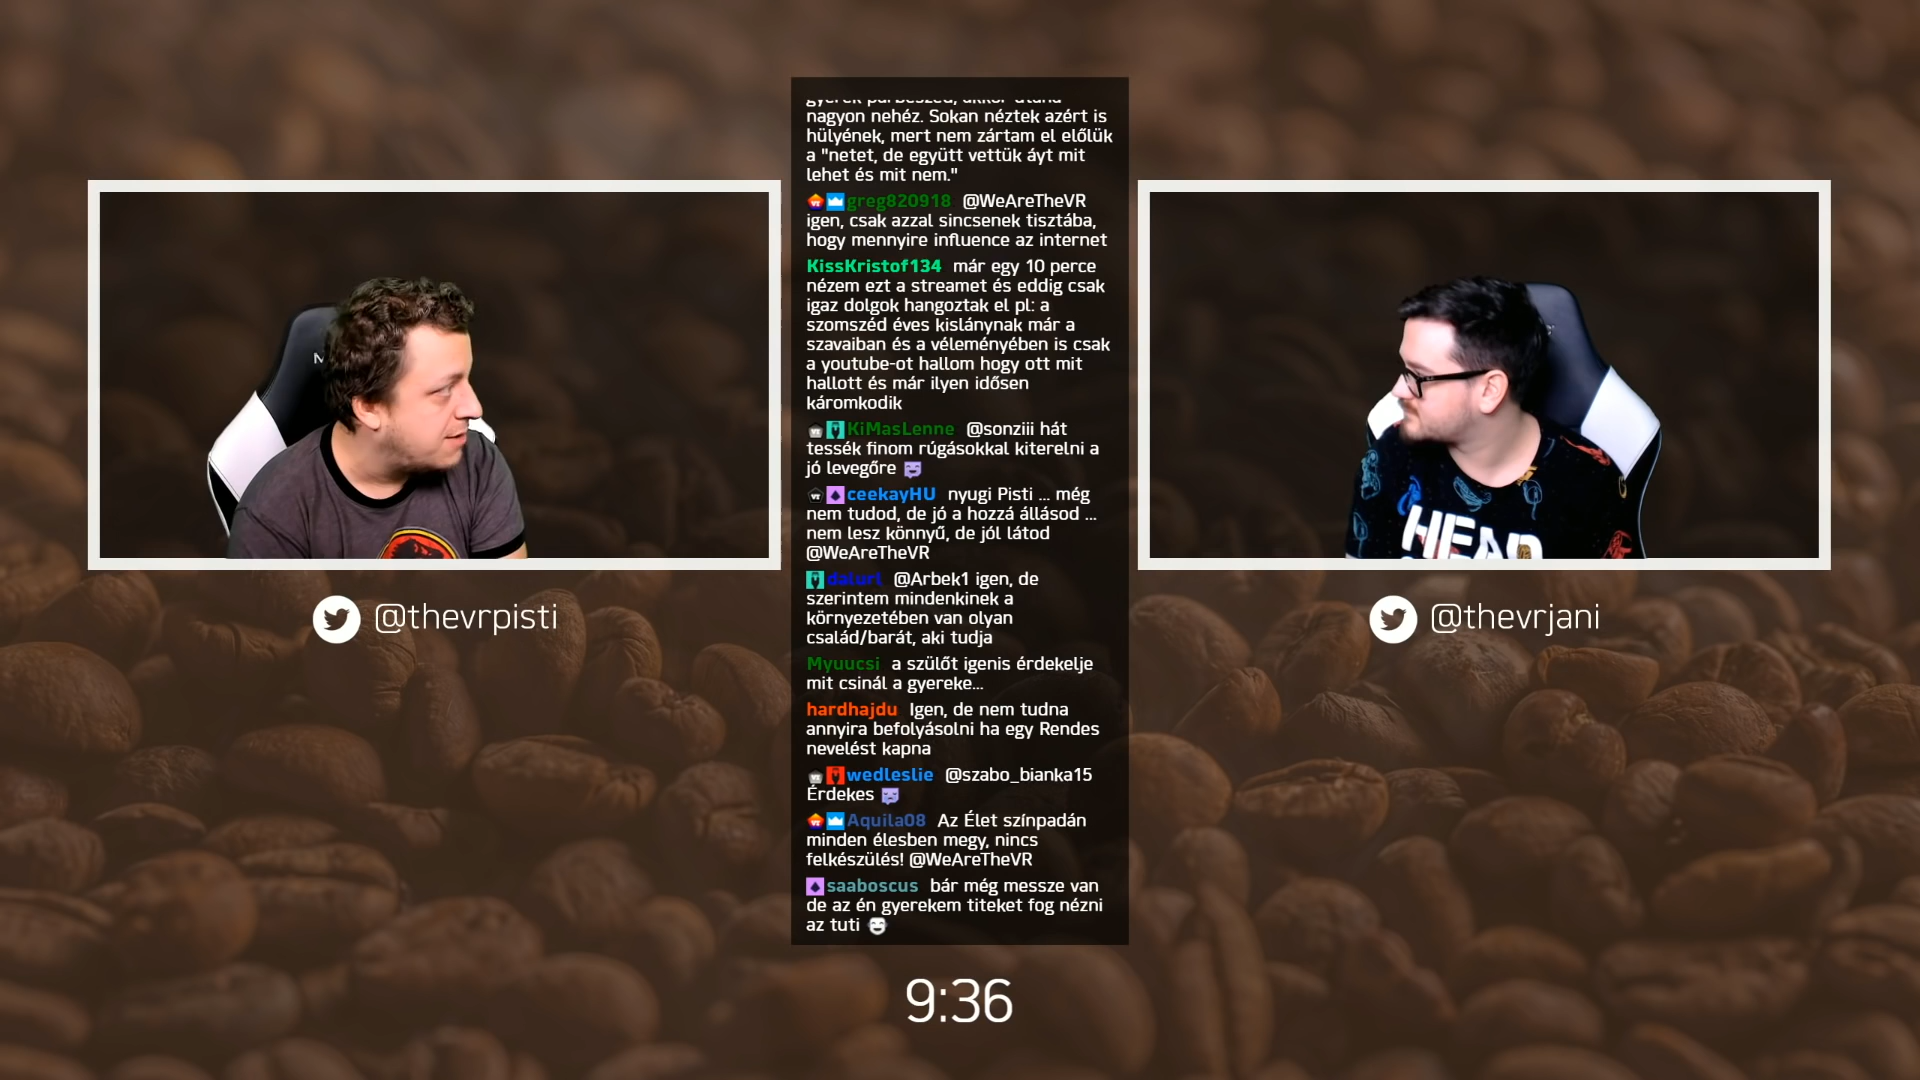 nagyon nehéz. Sokan néztek azért is
hülyének, mert nem zártam el előlük
a "netet, de együtt vettük áyt mit
lehet és mit nem."
greg820918 @WeAreTheVR
igen, csak azzal sincsenek tisztába,
hogy mennyire influence az internet
KissKristof134 már egy 10 perce
nézem ezt a streamet és eddig csak
igaz dolgok hangoztak el pl: a
szomszéd éves kislánynak már a
szavaiban és a véleményében is csak
a youtube-ot hallom hogy ott mit
hallott és már ilyen idősen
káromkodik
KiMasLenne @sonziii hát
tessék finom rúgásokkal kiterelni a
jó levegőre
ceekayHU nyugi Pisti ... még
nem tudod, de jó a hozzá állásod ...
nem lesz könnyű, de jól látod
@WeAreTheVR
@Arbek1 igen, de
szerintem mindenkinek a
környezetében van olyan
család/barát, aki tudja
Myuucsi a szülőt igenis érdekelje
mit csinál a gyereke...
hardhajdu Igen, de nem tudna
annyira befolyásolni ha egy Rendes
nevelést kapna
wedleslie @szabo_bianka15
Érdekes
Aquila08 Az Élet színpadán
minden élesben megy, nincs
felkészülés! @WeAreTheVR
saaboscus bár még messze van
de az én gyerekem titeket fog nézni
az tuti
@thevrpisti
@thevrjani
HEAD
9:36